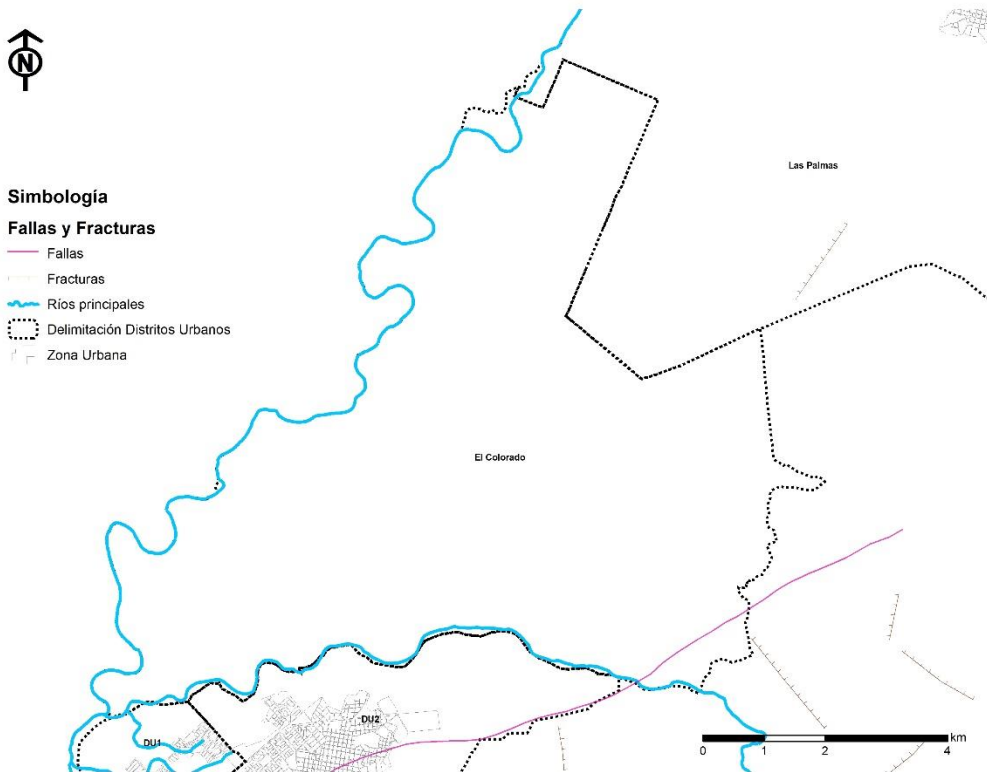 N
Simbología
Fallas y Fracturas
Fallas
Fracturas
Ríos principales
Delimitación Distritos Urbanos
Zona Urbana
Las Palmas
El Colorado
DU1
DU2
km
0 1 2 4